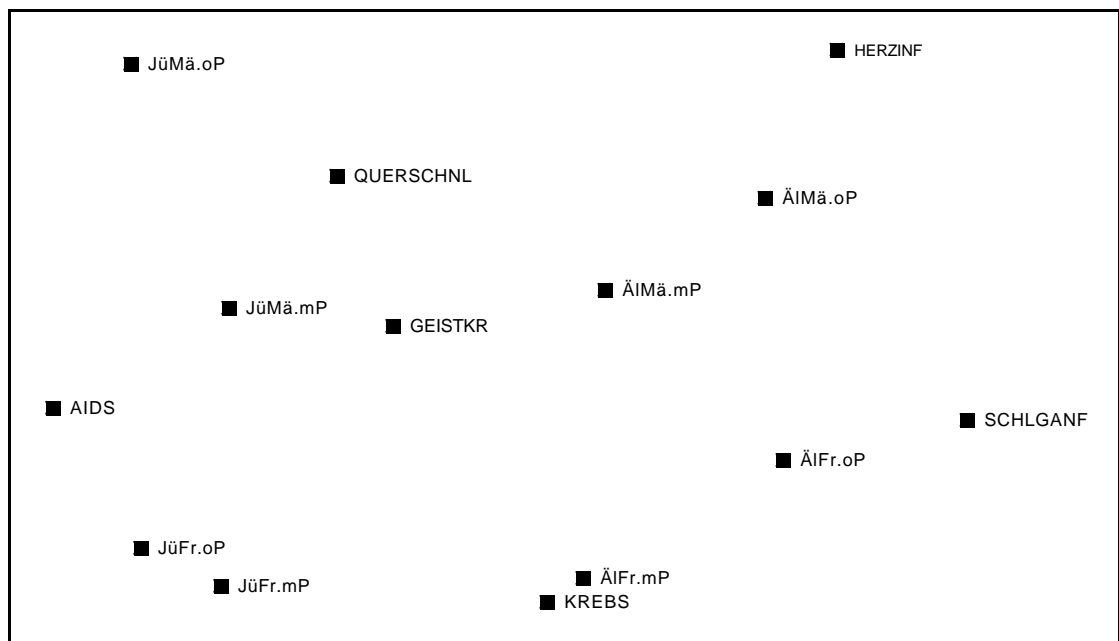 HERZINF
JüMä.oP
QUERSCHNL
ÄlMä.oP
ÄlMä.mP
JüMä.mP
GEISTKR
AIDS
SCHLGANF
ÄlFr.oP
JüFr.oP
ÄlFr.mP
JüFr.mP
KREBS